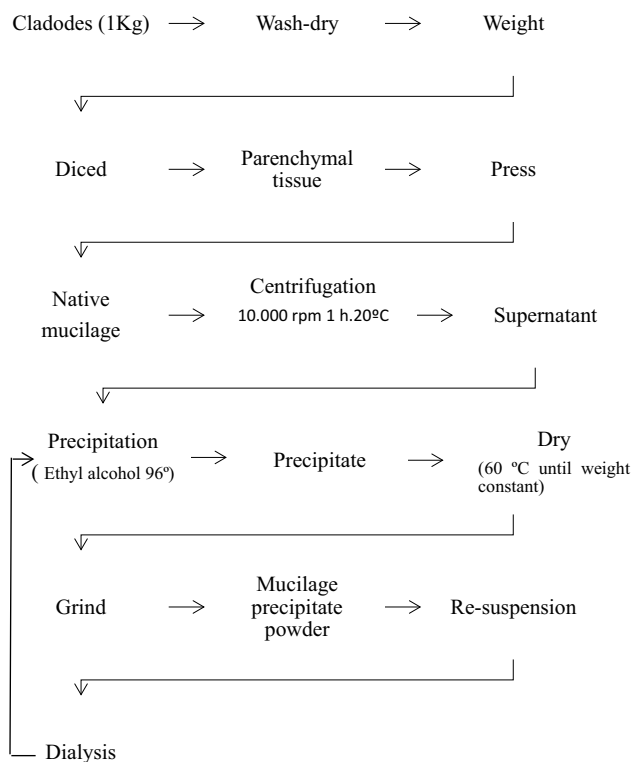 Cladodes (1Kg)
Wash-dry
Weight
Diced
Parenchymal
tissue
Press
Native
mucilage
Centrifugation
10.000 rpm 1 h.20ºC
Supernatant
Precipitation
( Ethyl alcohol 96º)
Precipitate
Dry
(60 ºC until weight
constant)
Grind
Mucilage
precipitate
powder
Re-suspension
Dialysis